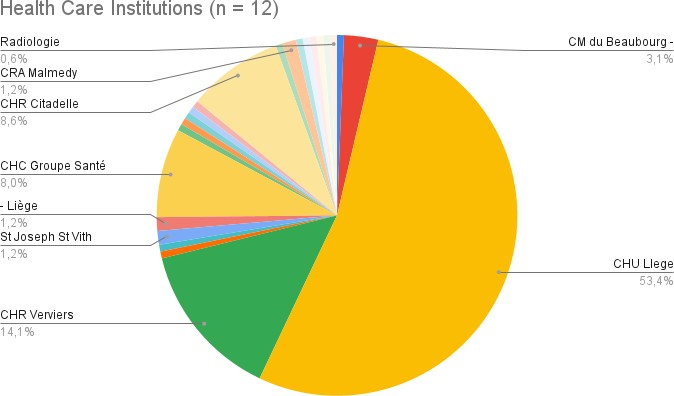 Health Care Institutions (n = 12)
Radiologie
0,6%
CRA Malmedy
1,2%
CHR Citadelle
8,6%
CHC Groupe Santé
8,0%
- Liège
1,2%
St Joseph St Vith
1,2%
CHR Verviers
14,1%
CM du Beaubourg -
3,1%
CHU LIege
53,4%